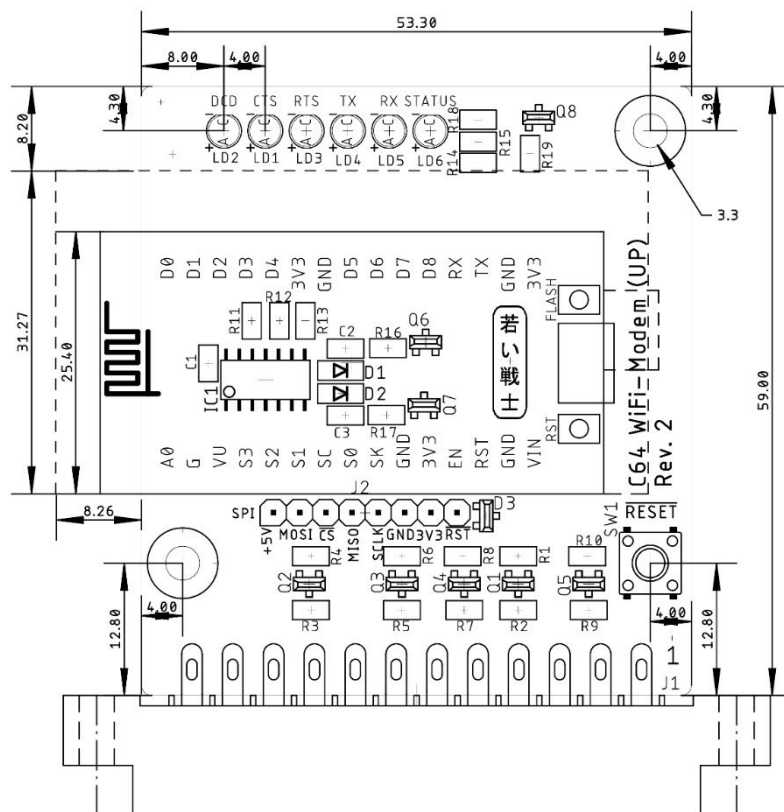 53.30
8.00 4.00 4.00
4.30 4.30
8.20
DCD CTS RTS TX RX STATUS
LD2 LD1 LD3 LD4 LD5 LD6
AC AC AC AC AC AC
R18 Q8
R15
R14 R19
3.3
D0 D1 D2 D3 D4 3V3 GND D5 D6 D7 D8 RX TX GND 3V3
FLASH
R11 R12 R13
C2 R16 Q6
C1
IC1
D1
D2
C3 R17 Q7
若い戦士
RST
A0 G VU S3 S2 S1 SC S0 SK GND 3V3 EN RST GND VIN
C64 WiFi-Modem (UP)
Rev. 2
31.27
25.40
59.00
8.26
J2
SPI
+5V MOSI CS MISO SCLK GND 3V3 RST
D3
SW1
RESET
R4 R6 R8 R1 R10
Q2 Q3 Q4 Q1 Q5
R3 R5 R7 R2 R9
4.00 4.00
12.80 12.80
1
J1